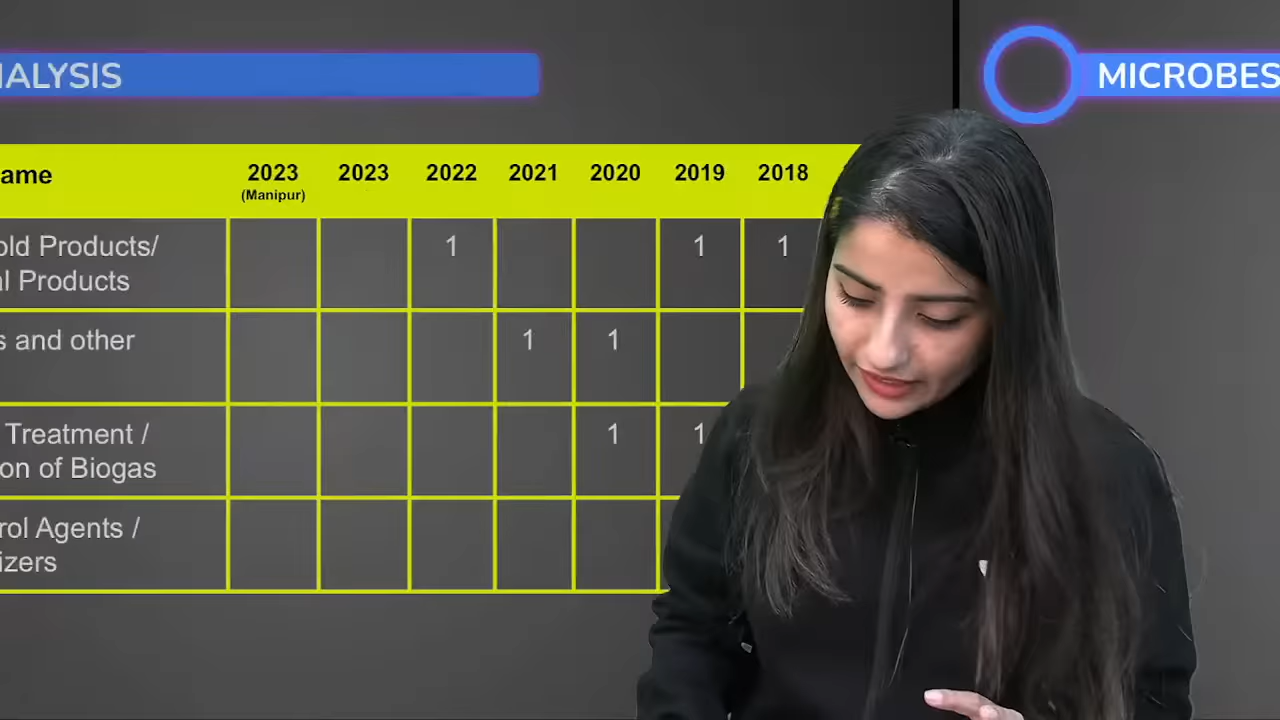 NALYSIS
MICROBES
ame 2023 2023 2022 2021 2020 2019 2018
(Manipur)
old Products/ 1 1 1
al Products
s and other 1 1
Treatment / 1 1
on of Biogas
rol Agents /
izers